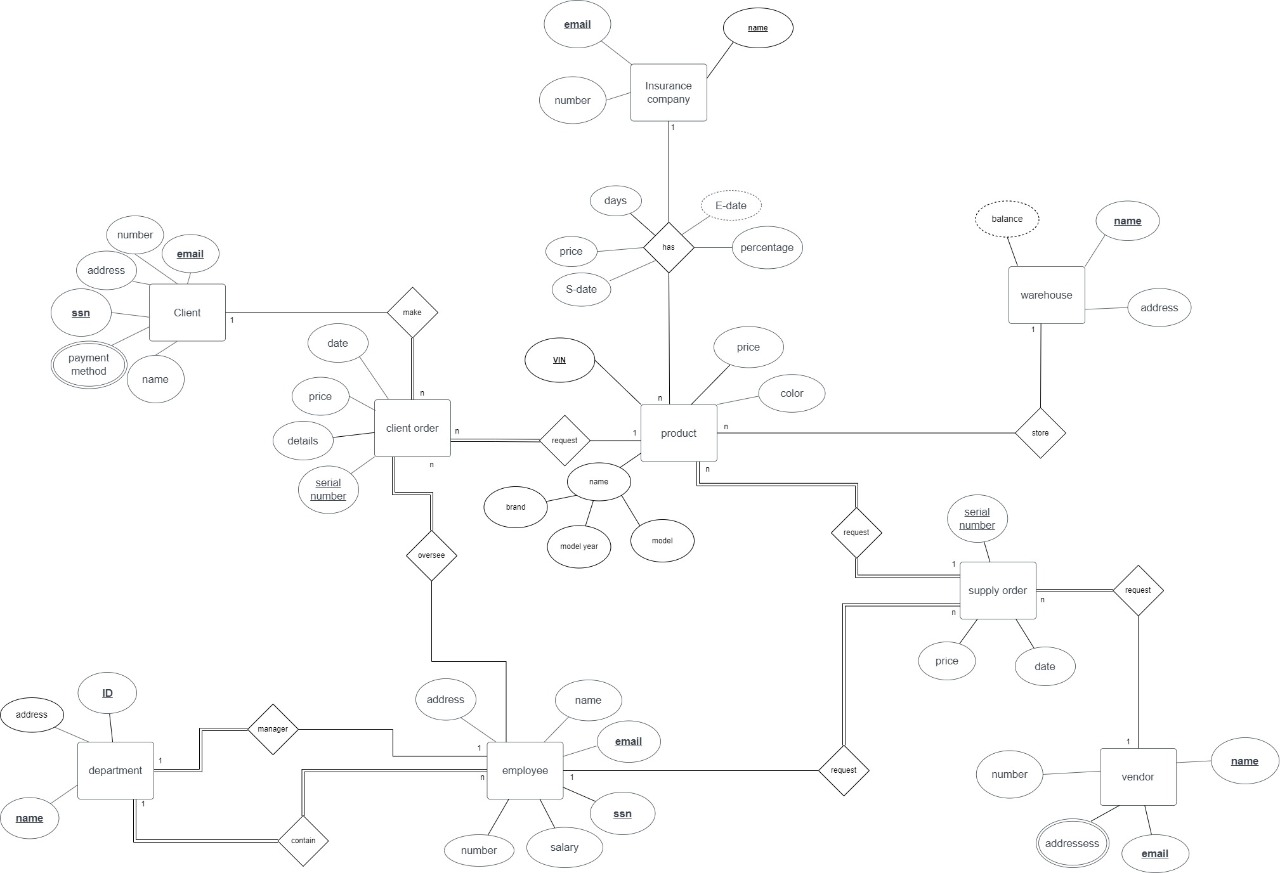 email
name
number
Insurance
company
1
days
E-date
has
price
percentage
S-date
balance
name
warehouse
address
1
number
email
address
ssn
Client
1
payment
method
name
make
n
date
price
details
client order
serial
number
n
n
request
1
VIN
price
color
n
product
n
n
name
brand
model year
model
store
request
1
serial
number
supply order
n
n
price
date
request
1
oversee
ID
address
department
1
1
name
manager
contain
address
name
email
1
employee
n
1
ssn
number
salary
request
number
name
vendor
addressess
email